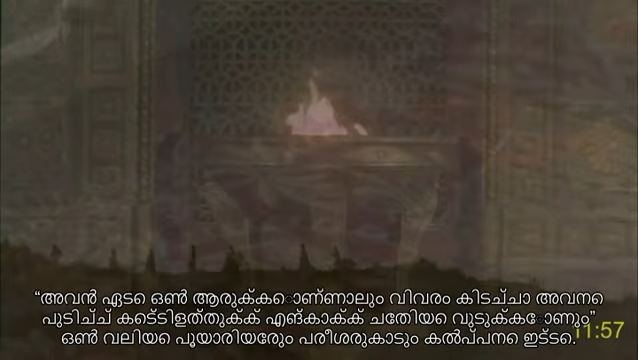 “അവൻ ഏടെ ഒൺ ആരുക്കൊണ്ണാലും വിവരം കിടച്ചാ അവനെ
പുടിച്ച് കട്ടെിളത്തുക്ക് എങ്കാക്ക് ചതിയെ വുടുക്കോണും”
ഒൺ വലിയെ പൂയാരിയരും പരീശരുകാടും കൽപ്പനെ ഇട്ടെ.
11:57